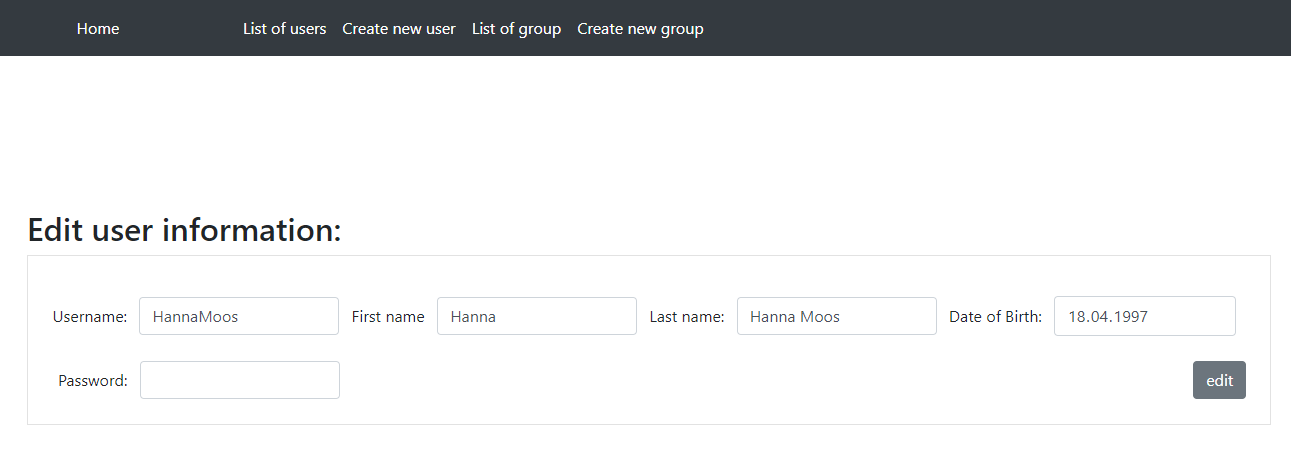 Home List of users Create new user List of group Create new group
Edit user information:
Username: HannaMoos First name Hanna Last name: Hanna Moos Date of Birth: 18.04.1997
Password: edit